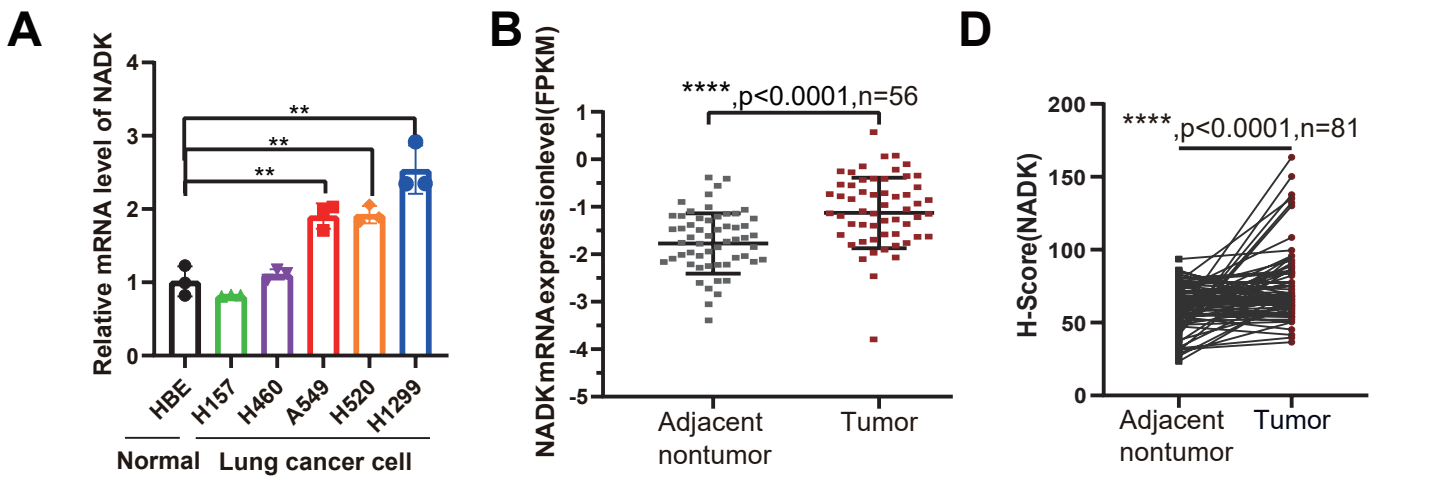 A
Relative mRNA level of NADK
4
3
2
1
0
**
**
**
HBE
H157
H460
A549
H520
H1299
Normal
Lung cancer cell
B
NADKmRNAexpressionlevel(FPKM)
****,p<0.0001,n=56
1
0
-1
-2
-3
-4
-5
Adjacent
nontumor
Tumor
D
H-Score(NADK)
****,p<0.0001,n=81
200
150
100
50
0
Adjacent
nontumor
Tumor